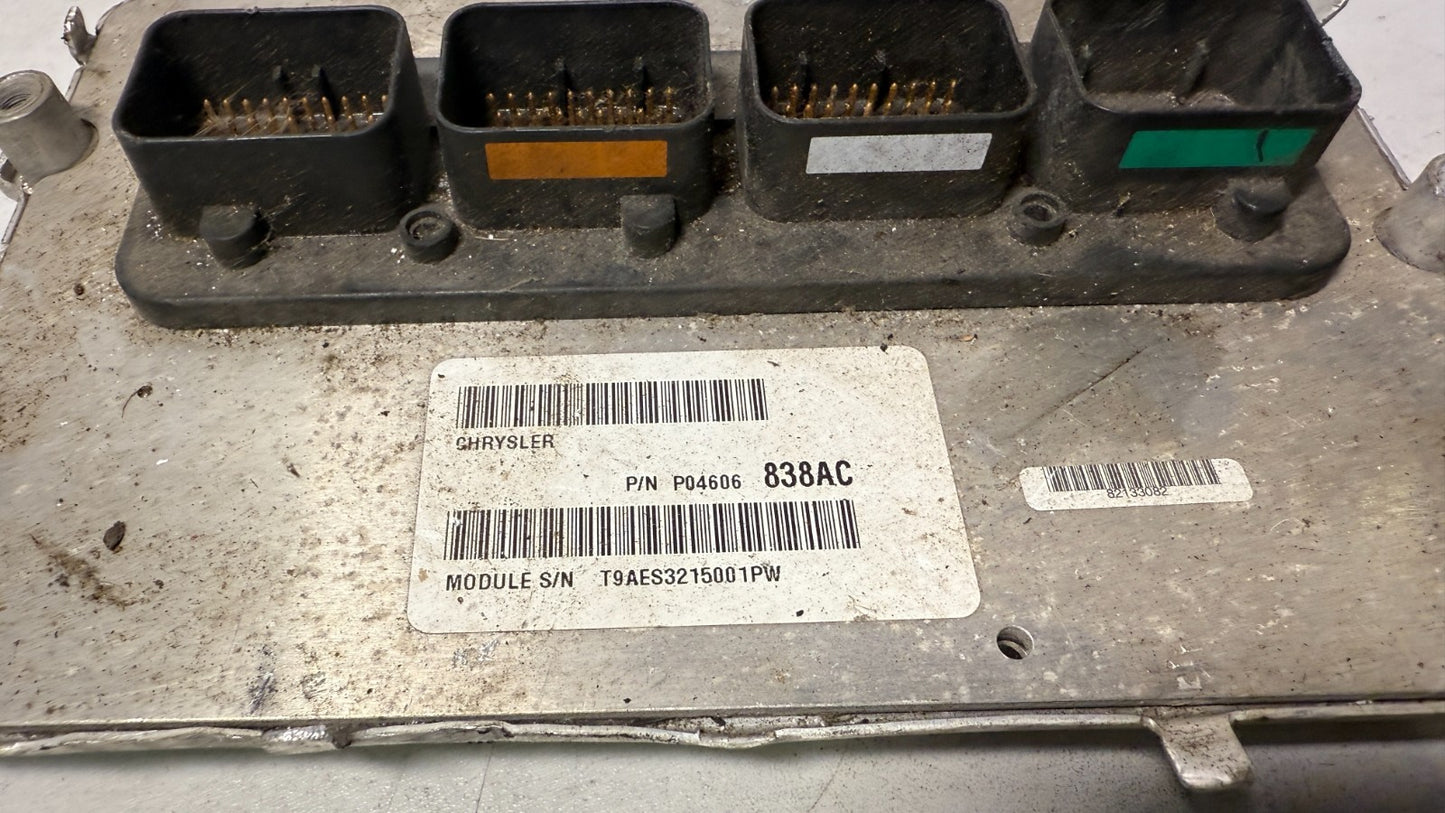 CHRYSLER
P/N P04606 838AC
MODULE S/N T9AES3215001PW
82133082